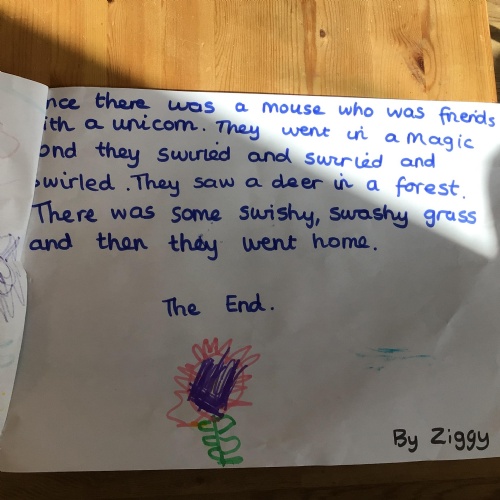 nce there was a mouse who was friends
ith a unicorn. They went in a magic
ond they swirled and swirled and
wirled. They saw a deer in a forest.
There was some swishy, swashy grass
and then they went home.
The End.
By Ziggy